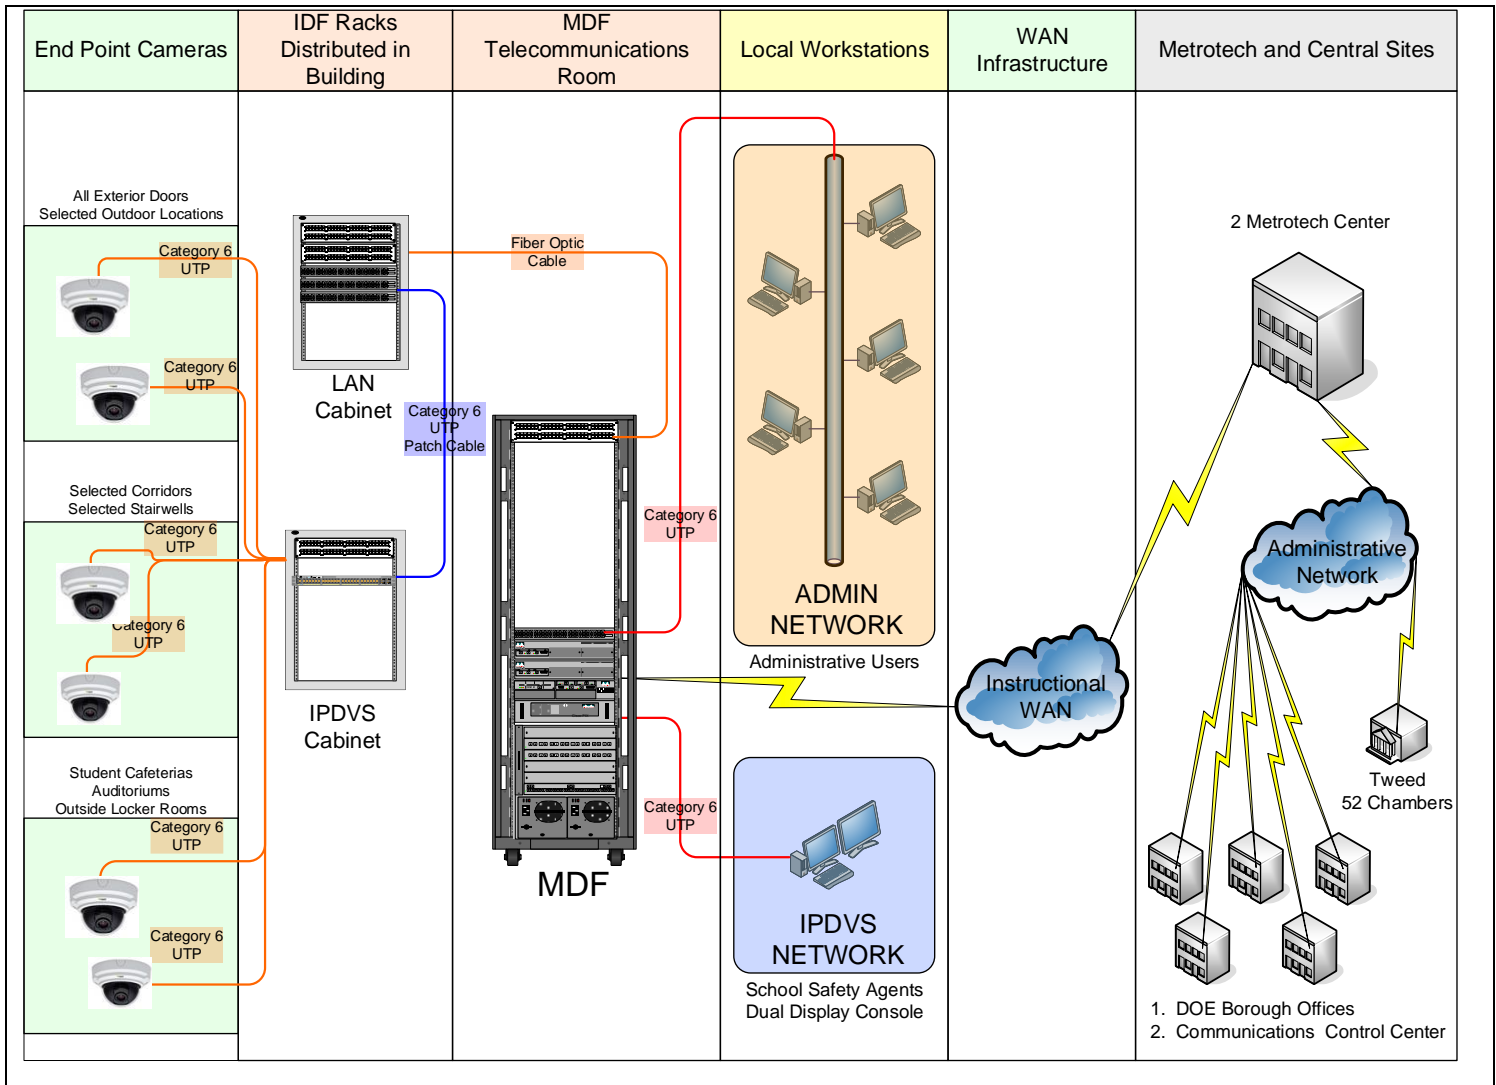 End Point Cameras
IDF Racks
Distributed in
Building
MDF
Telecommunications
Room
Local Workstations
WAN
Infrastructure
Metrotech and Central Sites
All Exterior Doors
Selected Outdoor Locations
Category 6
UTP
Category 6
UTP
Selected Corridors
Selected Stairwells
Category 6
UTP
Category 6
UTP
Student Cafeterias
Auditoriums
Outside Locker Rooms
Category 6
UTP
Category 6
UTP
LAN
Cabinet
Category 6
UTP
Patch Cable
IPDVS
Cabinet
Fiber Optic
Cable
MDF
Category 6
UTP
Category 6
UTP
ADMIN
NETWORK
Administrative Users
IPDVS
NETWORK
School Safety Agents
Dual Display Console
Instructional
WAN
2 Metrotech Center
Administrative
Network
Tweed
52 Chambers
1. DOE Borough Offices
2. Communications Control Center